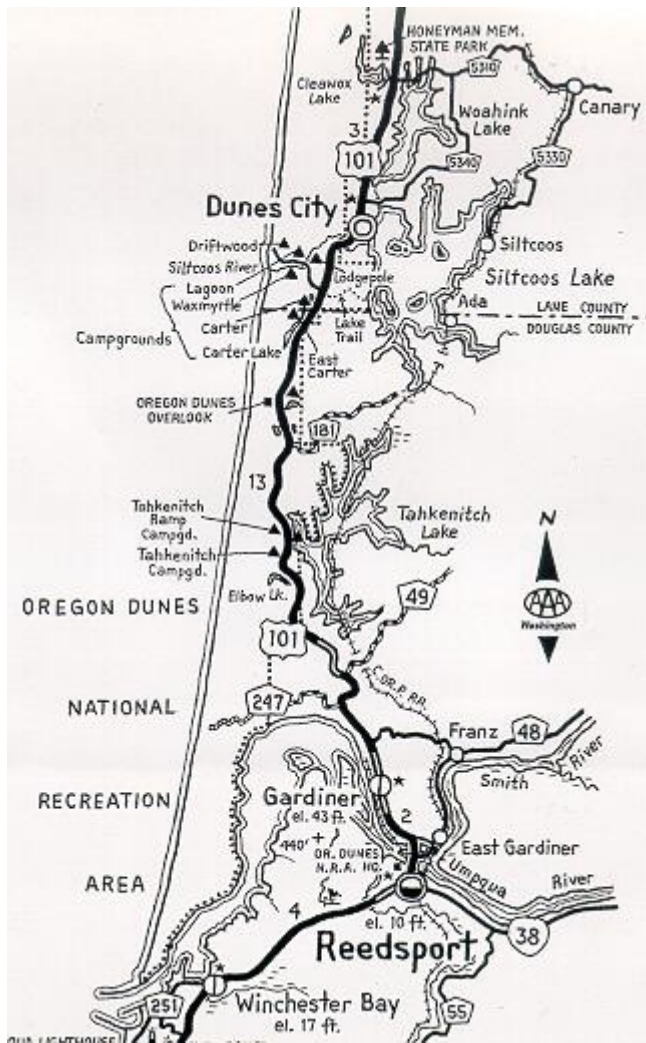 HONEYMAN MEM.
STATE PARK
5310
Cleawox
Lake
Canary
Woahink
Lake
3
101
5340
5330
Dunes City
Siltcoos
Driftwood
Siltcoos River
Lagoon
Waxmyrtle
Lodgepole
Siltcoos Lake
Ada
LANE COUNTY
DOUGLAS COUNTY
Carter
Campgrounds
Lake
Trail
Carter Lake
East
Carter
OREGON DUNES
OVERLOOK
181
13
Tahkenitch
Ramp
Campgd.
Tahkenitch
Lake
Tahkenitch
Campgd.
N
AAA
Washington
Elbow Lk.
49
OREGON DUNES
101
C.OR.P. RR.
247
NATIONAL
Franz
48
River
Smith
Gardiner
el. 43 ft.
RECREATION
2
440'
OR. DUNES
N.R.A. HQ.
East Gardiner
Umpqua
River
AREA
4
el. 10 ft.
Reedsport
38
251
Winchester Bay
el. 17 ft.
55
LIGHTHOUSE